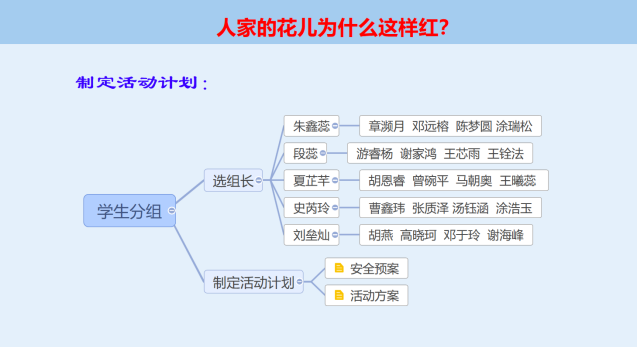 人家的花儿为什么这样红?
制定活动计划：
学生分组
选组长
朱鑫蕊
章濒月 邓远榕 陈梦圆 涂瑞松
段蕊
游睿杨 谢家鸿 王芯雨 王铨法
夏芷芊
胡恩睿 曾碗平 马朝奥 王曦蕊
史芮玲
曹鑫玮 张质泽 汤钰涵 涂浩玉
刘垒灿
胡燕 高晓珂 邓于玲 谢海峰
制定活动计划
安全预案
活动方案